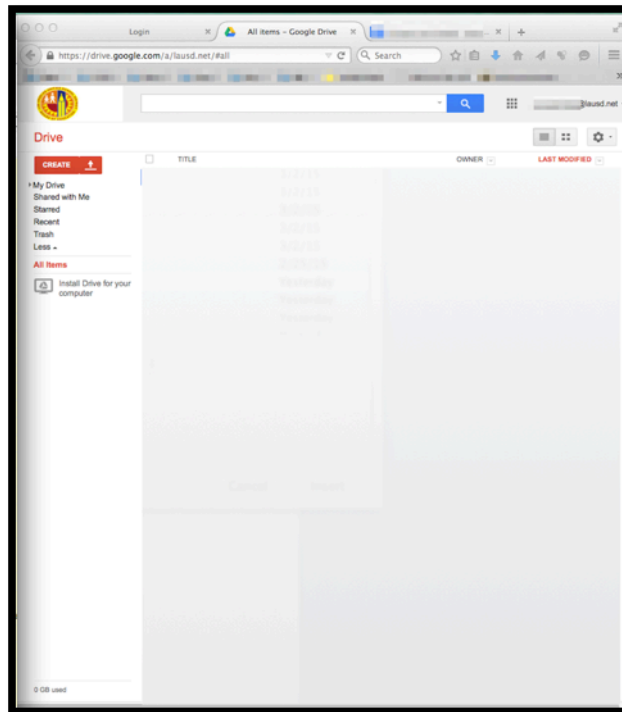 Login
All items - Google Drive
https://drive.google.com/a/lausd.net/#all
Search
@lausd.net
Drive
CREATE
TITLE
OWNER
LAST MODIFIED
My Drive
Shared with Me
Starred
Recent
Trash
Less
All Items
Install Drive for your
computer
Yesterday
0 GB used